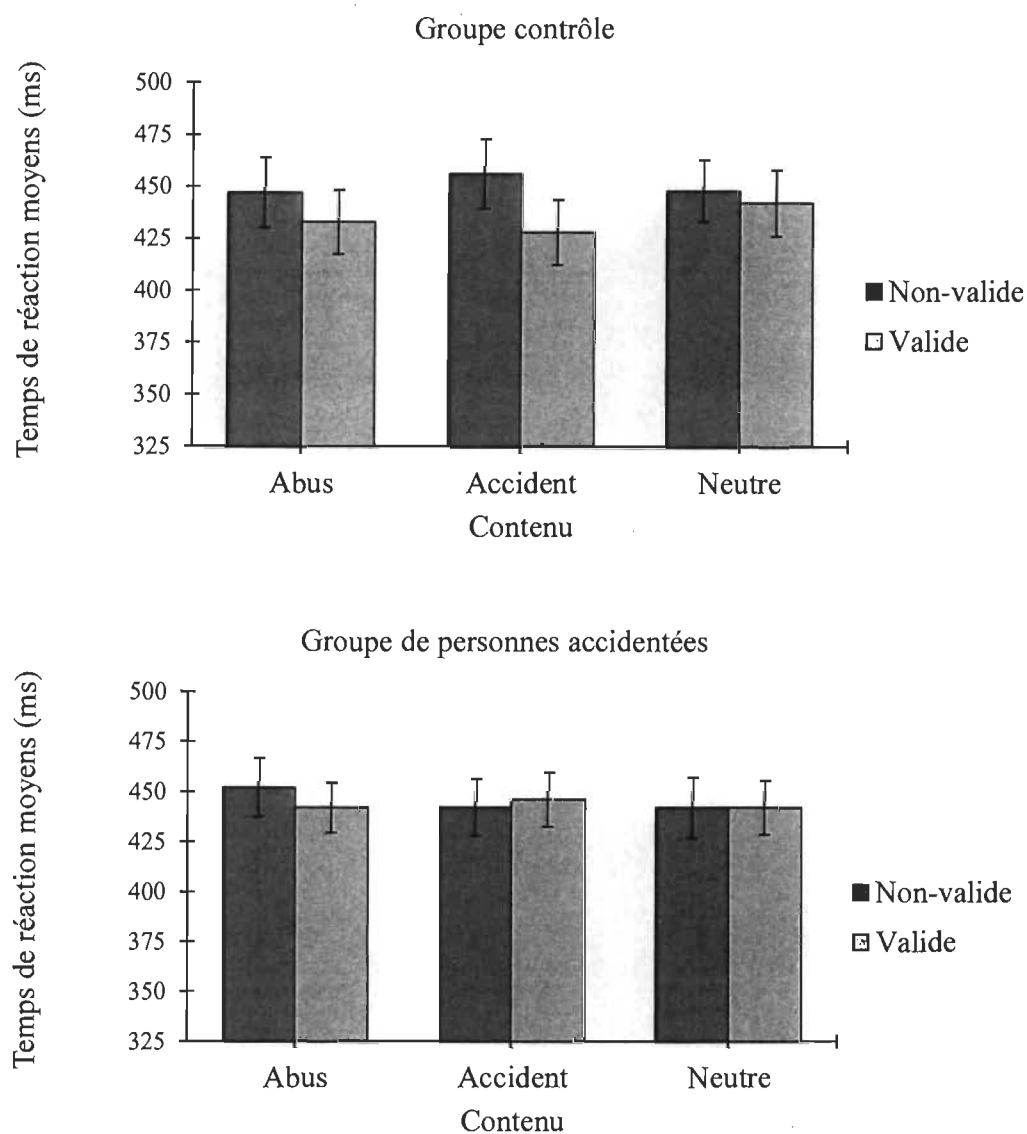 Groupe contrôle
Temps de réaction moyens (ms)
500
475
450
425
400
375
350
325
Abus
Accident
Neutre
Contenu
Non-valide
Valide
Groupe de personnes accidentées
Temps de réaction moyens (ms)
500
475
450
425
400
375
350
325
Abus
Accident
Neutre
Contenu
Non-valide
Valide